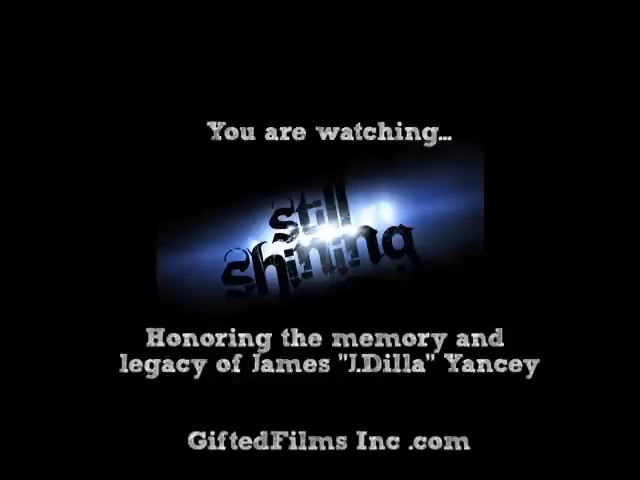 You are watching...
still
shining
Honoring the memory and
legacy of James "J.Dilla" Yancey
GiftedFilms Inc .com